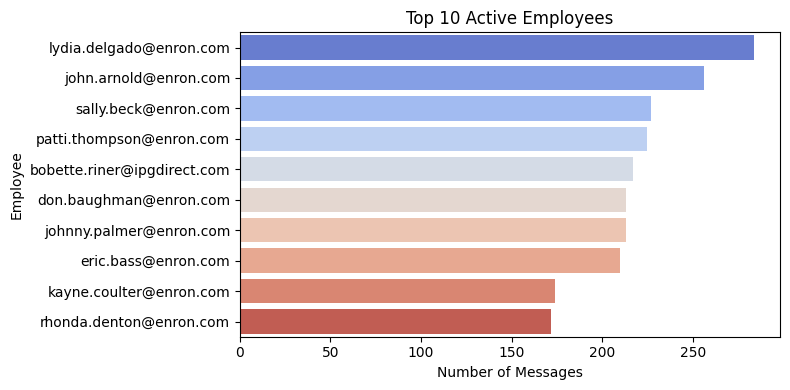 Top 10 Active Employees
Employee
lydia.delgado@enron.com
john.arnold@enron.com
sally.beck@enron.com
patti.thompson@enron.com
bobette.riner@ipgdirect.com
don.baughman@enron.com
johnny.palmer@enron.com
eric.bass@enron.com
kayne.coulter@enron.com
rhonda.denton@enron.com
0 50 100 150 200 250
Number of Messages